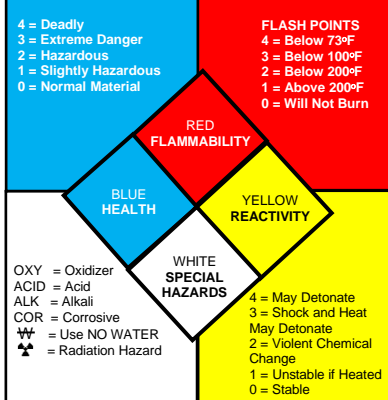 4 = Deadly
3 = Extreme Danger
2 = Hazardous
1 = Slightly Hazardous
0 = Normal Material
FLASH POINTS
4 = Below 73ºF
3 = Below 100ºF
2 = Below 200ºF
1 = Above 200ºF
0 = Will Not Burn
RED
FLAMMABILITY
BLUE
HEALTH
YELLOW
REACTIVITY
WHITE
SPECIAL
HAZARDS
OXY = Oxidizer
ACID = Acid
ALK = Alkali
COR = Corrosive
W = Use NO WATER
☢ = Radiation Hazard
4 = May Detonate
3 = Shock and Heat
May Detonate
2 = Violent Chemical
Change
1 = Unstable if Heated
0 = Stable